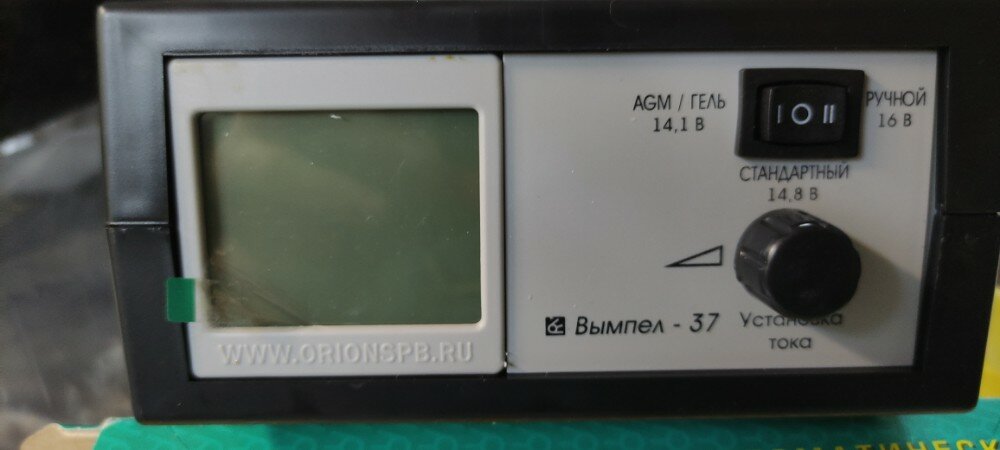 AGM / ГЕЛЬ
14,1 В
I O II
РУЧНОЙ
16 В
СТАНДАРТНЫЙ
14,8 В
Вымпел - 37
Установка
тока
WWW.ORIONSPB.RU